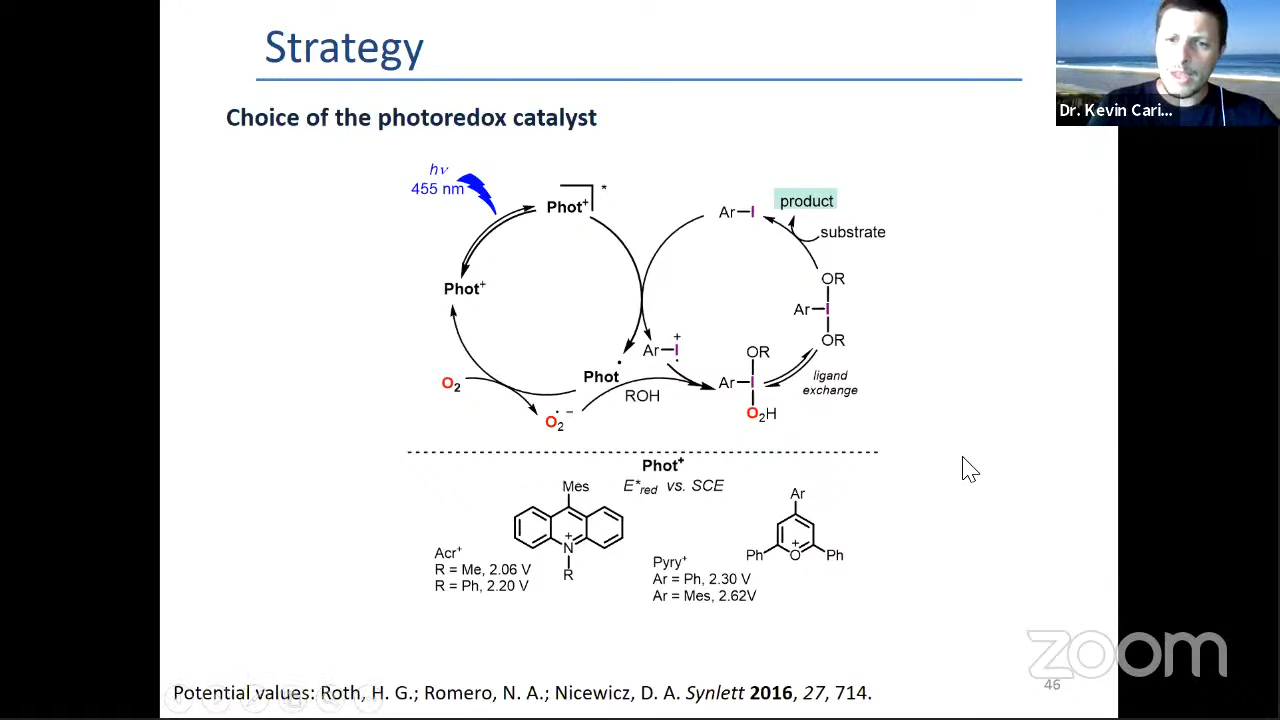 Strategy
Dr. Kevin Cari...
Choice of the photoredox catalyst
hν
455 nm
Phot⁺ *
Ar–I
product
substrate
Phot⁺
OR
Ar–I
OR
Ar–I⁺·
OR
Ar–I
O₂H
ligand
exchange
O₂
Phot·
ROH
O₂·⁻
Phot⁺
E*red vs. SCE
Mes
N⁺
R
Acr⁺
R = Me, 2.06 V
R = Ph, 2.20 V
Ar
Ph
O⁺
Ph
Pyry⁺
Ar = Ph, 2.30 V
Ar = Mes, 2.62V
zoom
46
Potential values: Roth, H. G.; Romero, N. A.; Nicewicz, D. A. Synlett 2016, 27, 714.